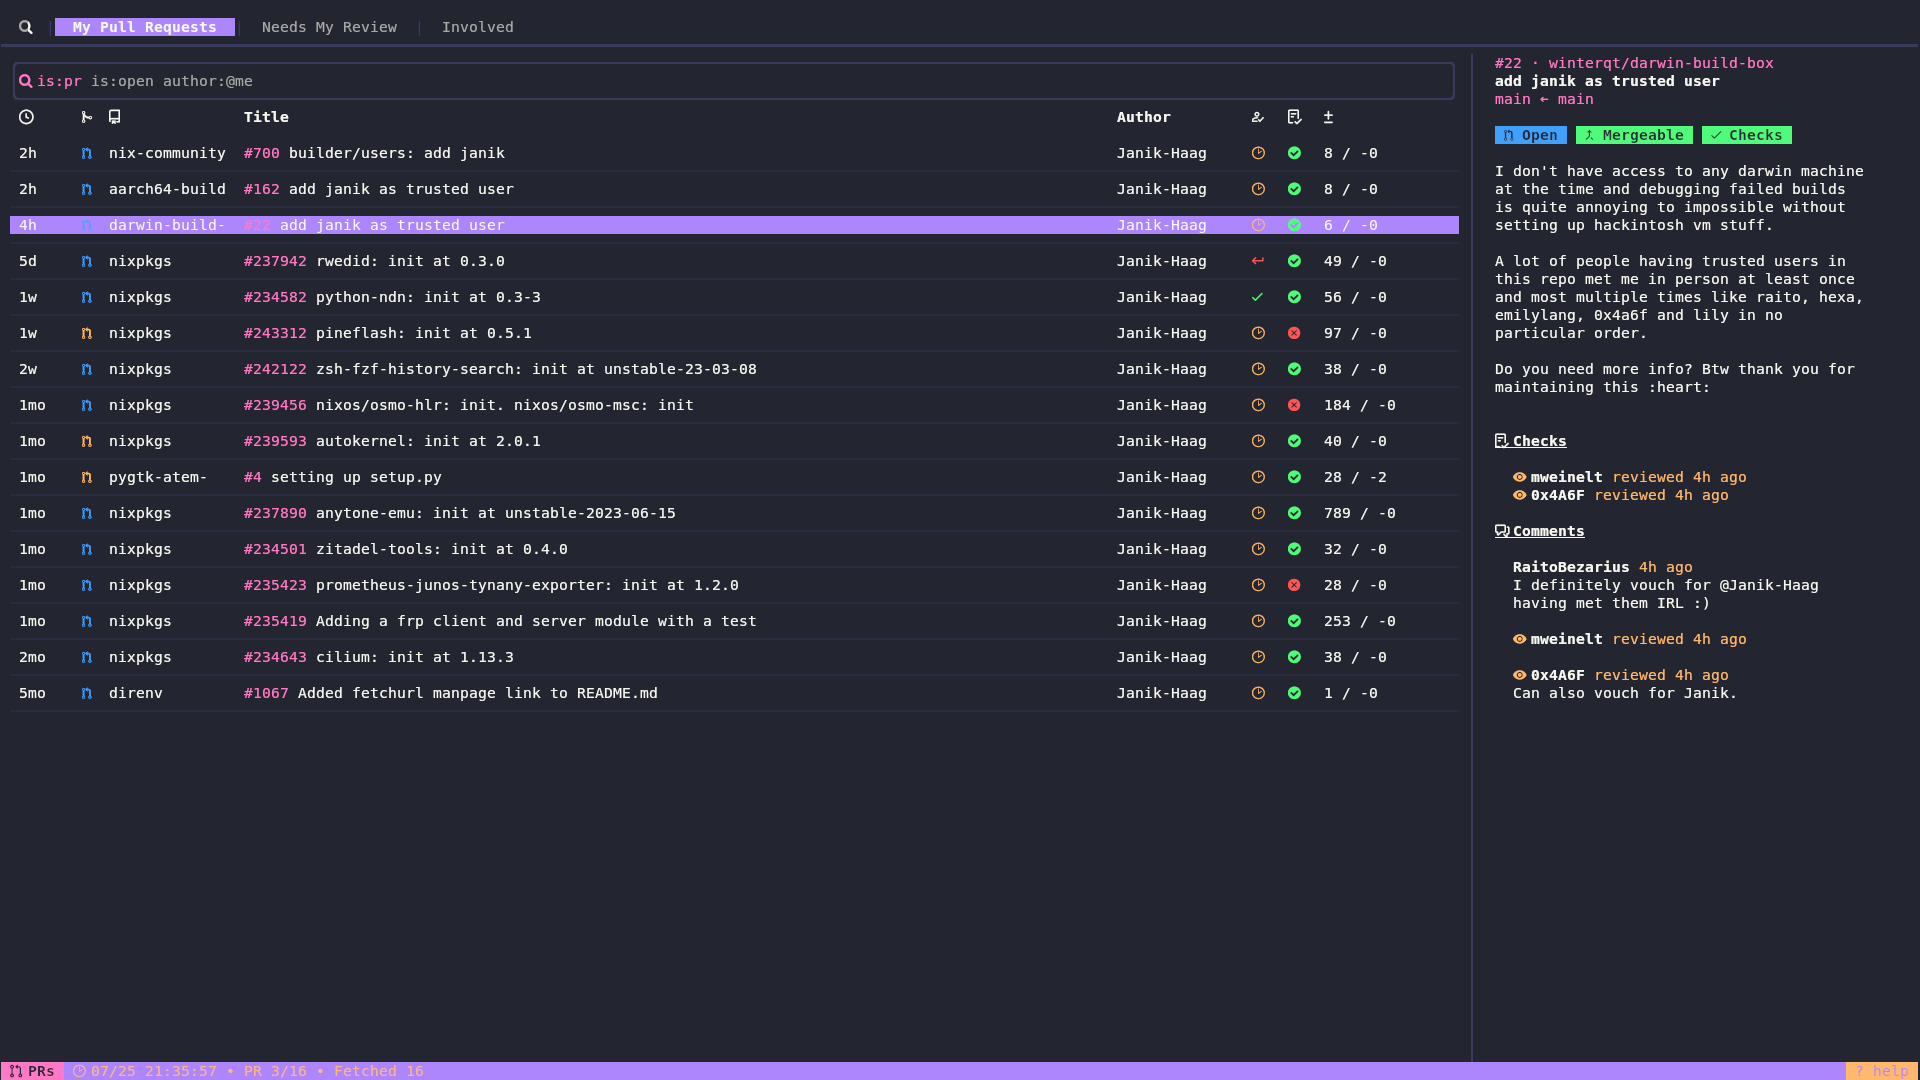 My Pull Requests | Needs My Review | Involved
is:pr is:open author:@me
Title Author ±
2h nix-community #700 builder/users: add janik Janik-Haag 8 / -0
2h aarch64-build #162 add janik as trusted user Janik-Haag 8 / -0
4h darwin-build- #22 add janik as trusted user Janik-Haag 6 / -0
5d nixpkgs #237942 rwedid: init at 0.3.0 Janik-Haag 49 / -0
1w nixpkgs #234582 python-ndn: init at 0.3-3 Janik-Haag 56 / -0
1w nixpkgs #243312 pineflash: init at 0.5.1 Janik-Haag 97 / -0
2w nixpkgs #242122 zsh-fzf-history-search: init at unstable-23-03-08 Janik-Haag 38 / -0
1mo nixpkgs #239456 nixos/osmo-hlr: init. nixos/osmo-msc: init Janik-Haag 184 / -0
1mo nixpkgs #239593 autokernel: init at 2.0.1 Janik-Haag 40 / -0
1mo pygtk-atem- #4 setting up setup.py Janik-Haag 28 / -2
1mo nixpkgs #237890 anytone-emu: init at unstable-2023-06-15 Janik-Haag 789 / -0
1mo nixpkgs #234501 zitadel-tools: init at 0.4.0 Janik-Haag 32 / -0
1mo nixpkgs #235423 prometheus-junos-tynany-exporter: init at 1.2.0 Janik-Haag 28 / -0
1mo nixpkgs #235419 Adding a frp client and server module with a test Janik-Haag 253 / -0
2mo nixpkgs #234643 cilium: init at 1.13.3 Janik-Haag 38 / -0
5mo direnv #1067 Added fetchurl manpage link to README.md Janik-Haag 1 / -0
#22 · winterqt/darwin-build-box
add janik as trusted user
main ← main
Open Mergeable Checks
I don't have access to any darwin machine
at the time and debugging failed builds
is quite annoying to impossible without
setting up hackintosh vm stuff.
A lot of people having trusted users in
this repo met me in person at least once
and most multiple times like raito, hexa,
emilylang, 0x4a6f and lily in no
particular order.
Do you need more info? Btw thank you for
maintaining this :heart:
Checks
mweinelt reviewed 4h ago
0x4A6F reviewed 4h ago
Comments
RaitoBezarius 4h ago
I definitely vouch for @Janik-Haag
having met them IRL :)
mweinelt reviewed 4h ago
0x4A6F reviewed 4h ago
Can also vouch for Janik.
PRs 07/25 21:35:57 • PR 3/16 • Fetched 16 ? help